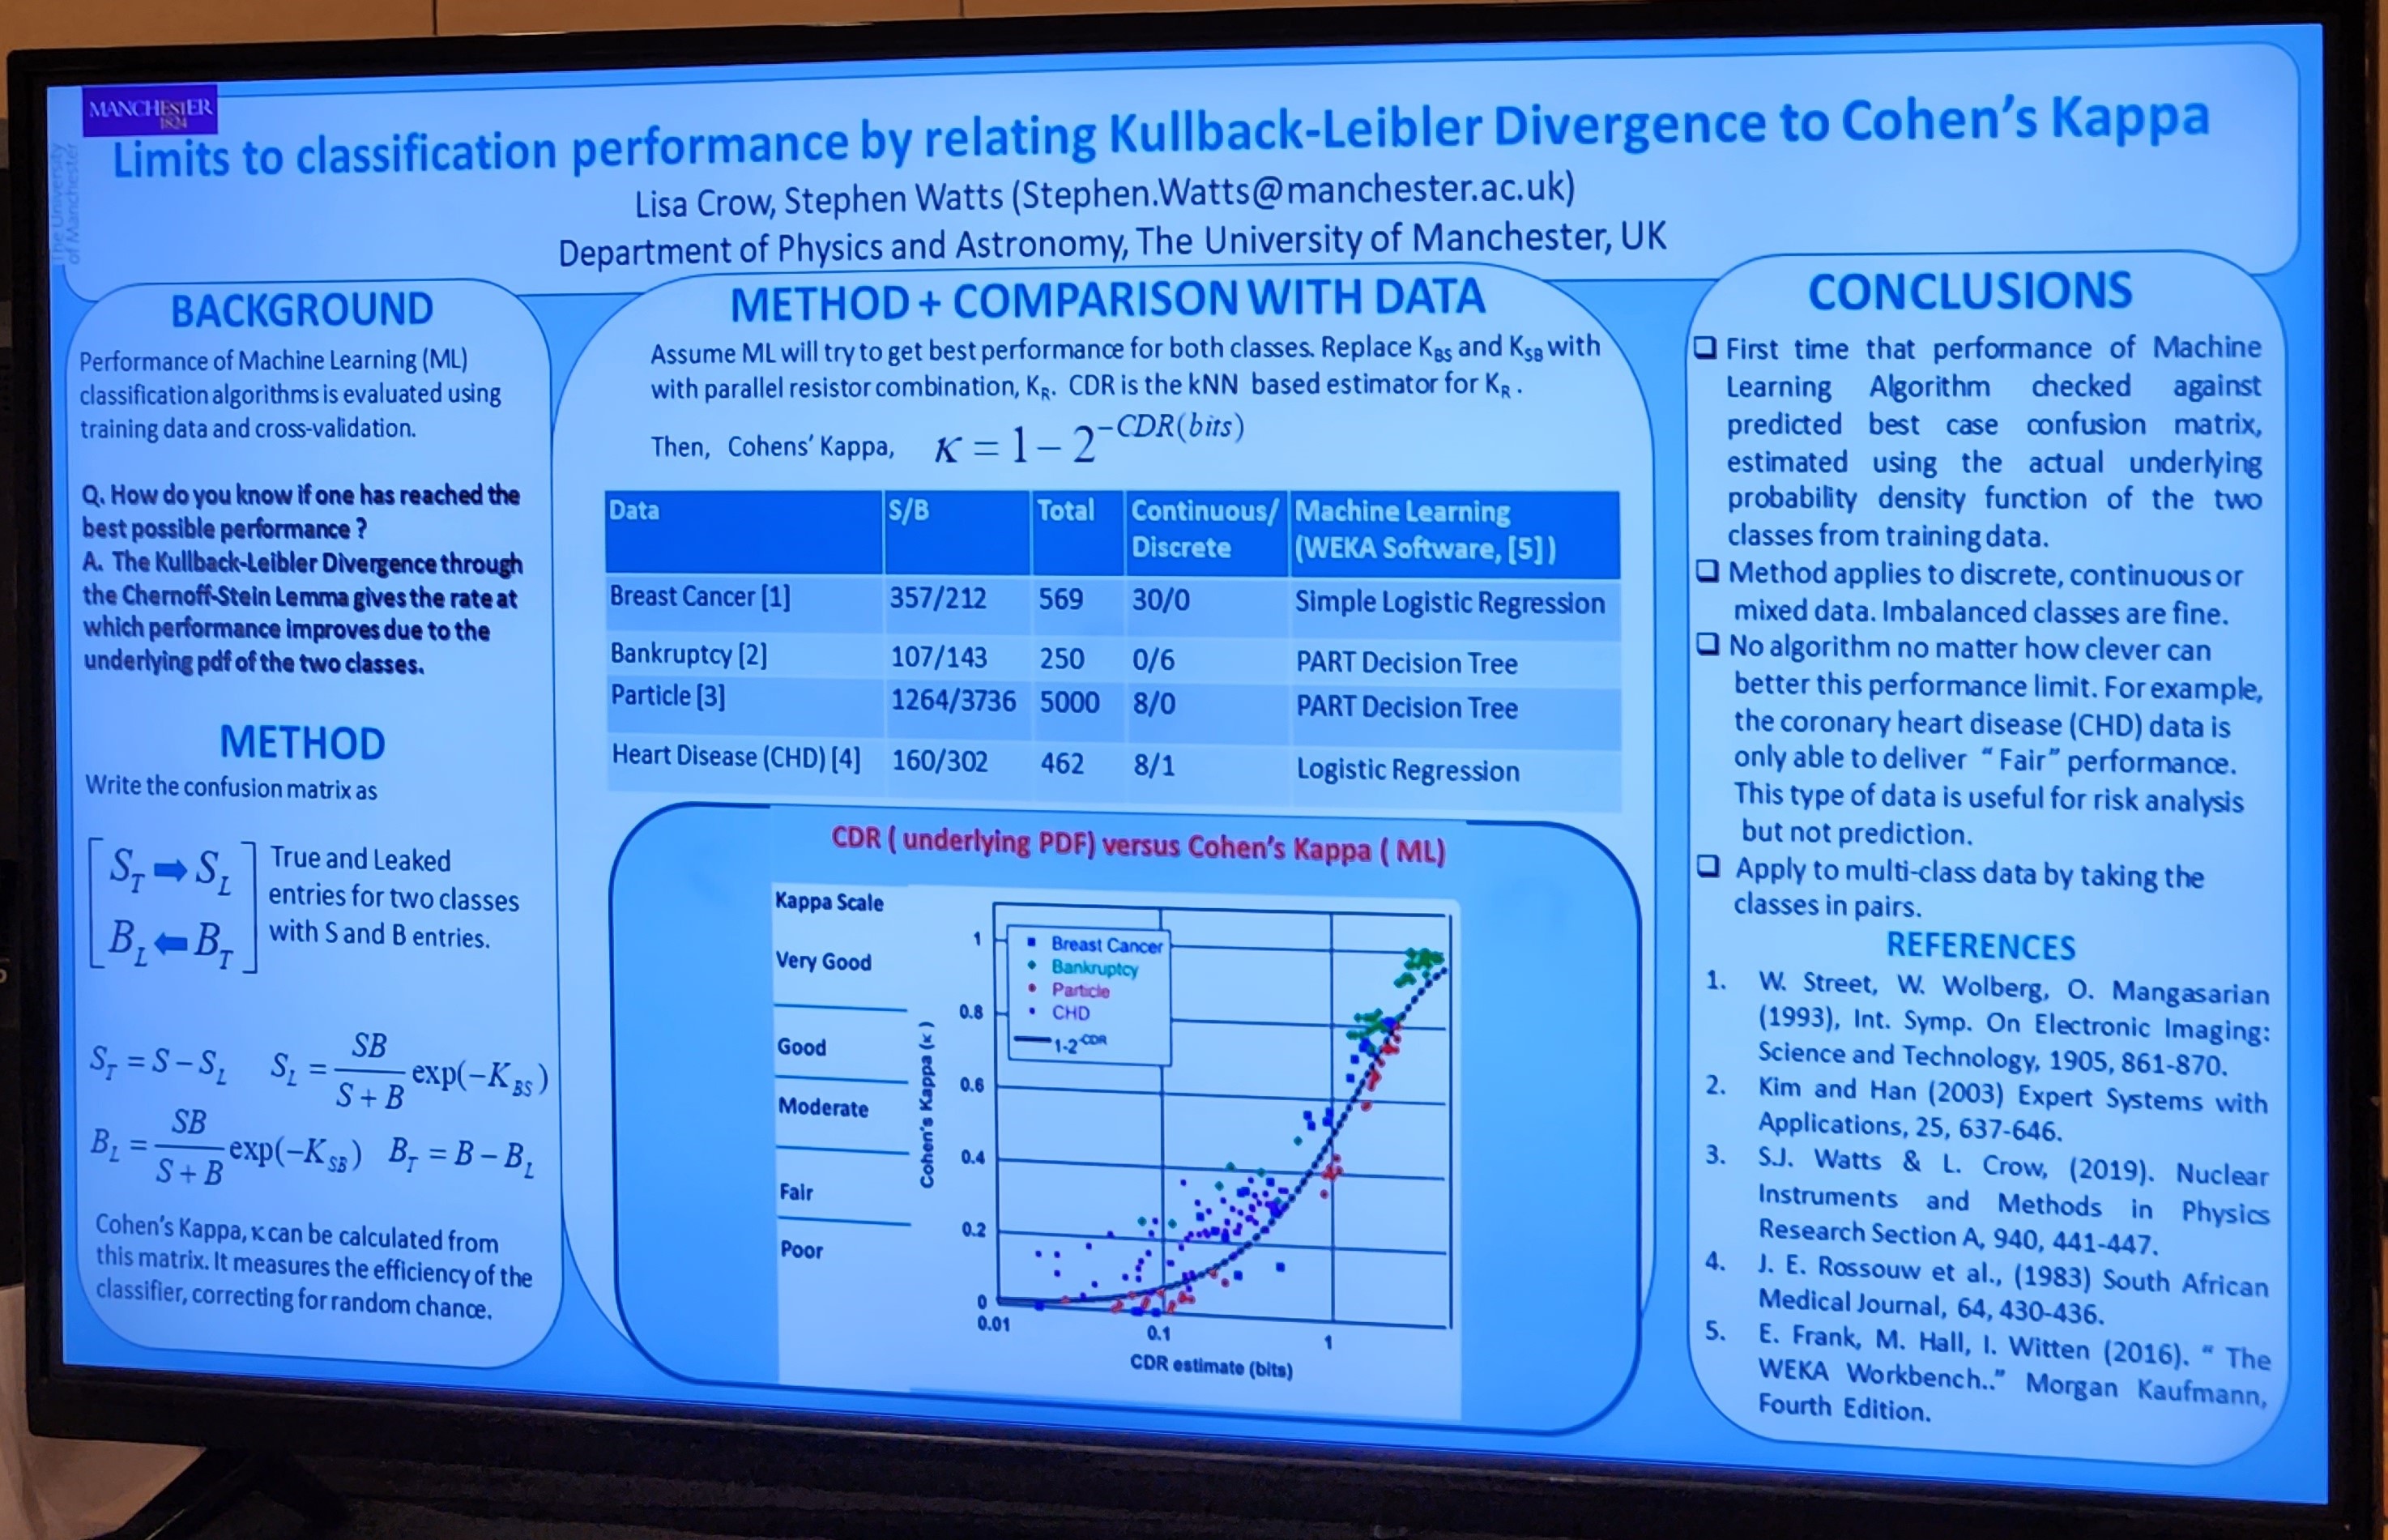 MANCHESTER
1824
The University
of Manchester
Limits to classification performance by relating Kullback-Leibler Divergence to Cohen's Kappa
Lisa Crow, Stephen Watts (Stephen.Watts@manchester.ac.uk)
Department of Physics and Astronomy, The University of Manchester, UK
BACKGROUND
Performance of Machine Learning (ML)
classification algorithms is evaluated using
training data and cross-validation.
Q. How do you know if one has reached the
best possible performance ?
A. The Kullback-Leibler Divergence through
the Chernoff-Stein Lemma gives the rate at
which performance improves due to the
underlying pdf of the two classes.
METHOD
Write the confusion matrix as
S_T ➡ S_L
B_L ⬅ B_T
True and Leaked
entries for two classes
with S and B entries.
S_T = S − S_L S_L = SB/(S + B) exp(−K_BS)
B_L = SB/(S + B) exp(−K_SB) B_T = B − B_L
Cohen's Kappa, κ can be calculated from
this matrix. It measures the efficiency of the
classifier, correcting for random chance.
METHOD + COMPARISON WITH DATA
Assume ML will try to get best performance for both classes. Replace K_BS and K_SB with
with parallel resistor combination, K_R. CDR is the kNN based estimator for K_R .
Then, Cohens' Kappa, κ = 1 − 2^−CDR(bits)
Data S/B Total Continuous/ Machine Learning
Discrete (WEKA Software, [5])
Breast Cancer [1] 357/212 569 30/0 Simple Logistic Regression
Bankruptcy [2] 107/143 250 0/6 PART Decision Tree
Particle [3] 1264/3736 5000 8/0 PART Decision Tree
Heart Disease (CHD) [4] 160/302 462 8/1 Logistic Regression
CDR ( underlying PDF) versus Cohen's Kappa ( ML)
Kappa Scale
Very Good
Good
Moderate
Fair
Poor
Cohen's Kappa (κ)
1
0.8
0.6
0.4
0.2
0
Breast Cancer
Bankruptcy
Particle
CHD
1-2^-CDR
0.01 0.1 1
CDR estimate (bits)
CONCLUSIONS
❑ First time that performance of Machine
Learning Algorithm checked against
predicted best case confusion matrix,
estimated using the actual underlying
probability density function of the two
classes from training data.
❑ Method applies to discrete, continuous or
mixed data. Imbalanced classes are fine.
❑ No algorithm no matter how clever can
better this performance limit. For example,
the coronary heart disease (CHD) data is
only able to deliver " Fair" performance.
This type of data is useful for risk analysis
but not prediction.
❑ Apply to multi-class data by taking the
classes in pairs.
REFERENCES
1. W. Street, W. Wolberg, O. Mangasarian
(1993), Int. Symp. On Electronic Imaging:
Science and Technology, 1905, 861-870.
2. Kim and Han (2003) Expert Systems with
Applications, 25, 637-646.
3. S.J. Watts & L. Crow, (2019). Nuclear
Instruments and Methods in Physics
Research Section A, 940, 441-447.
4. J. E. Rossouw et al., (1983) South African
Medical Journal, 64, 430-436.
5. E. Frank, M. Hall, I. Witten (2016). " The
WEKA Workbench.." Morgan Kaufmann,
Fourth Edition.